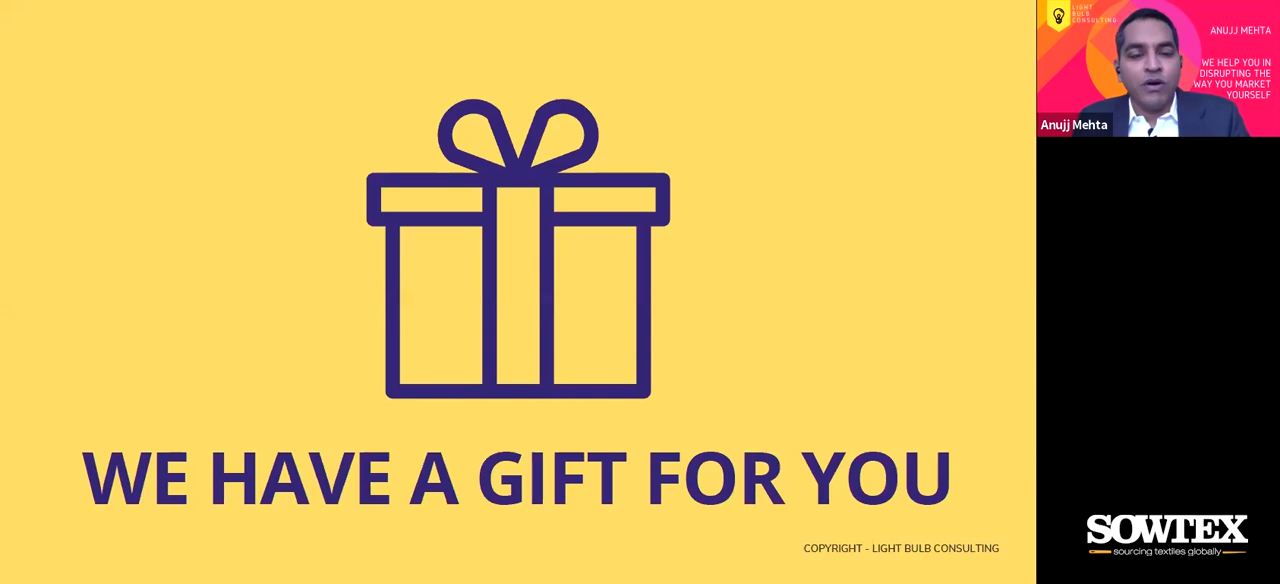 WE HAVE A GIFT FOR YOU
COPYRIGHT - LIGHT BULB CONSULTING
LIGHT
BULB
CONSULTING
ANUJJ MEHTA
WE HELP YOU IN
DISRUPTING THE
WAY YOU MARKET
YOURSELF
Anujj Mehta
SOWTEX
sourcing textiles globally